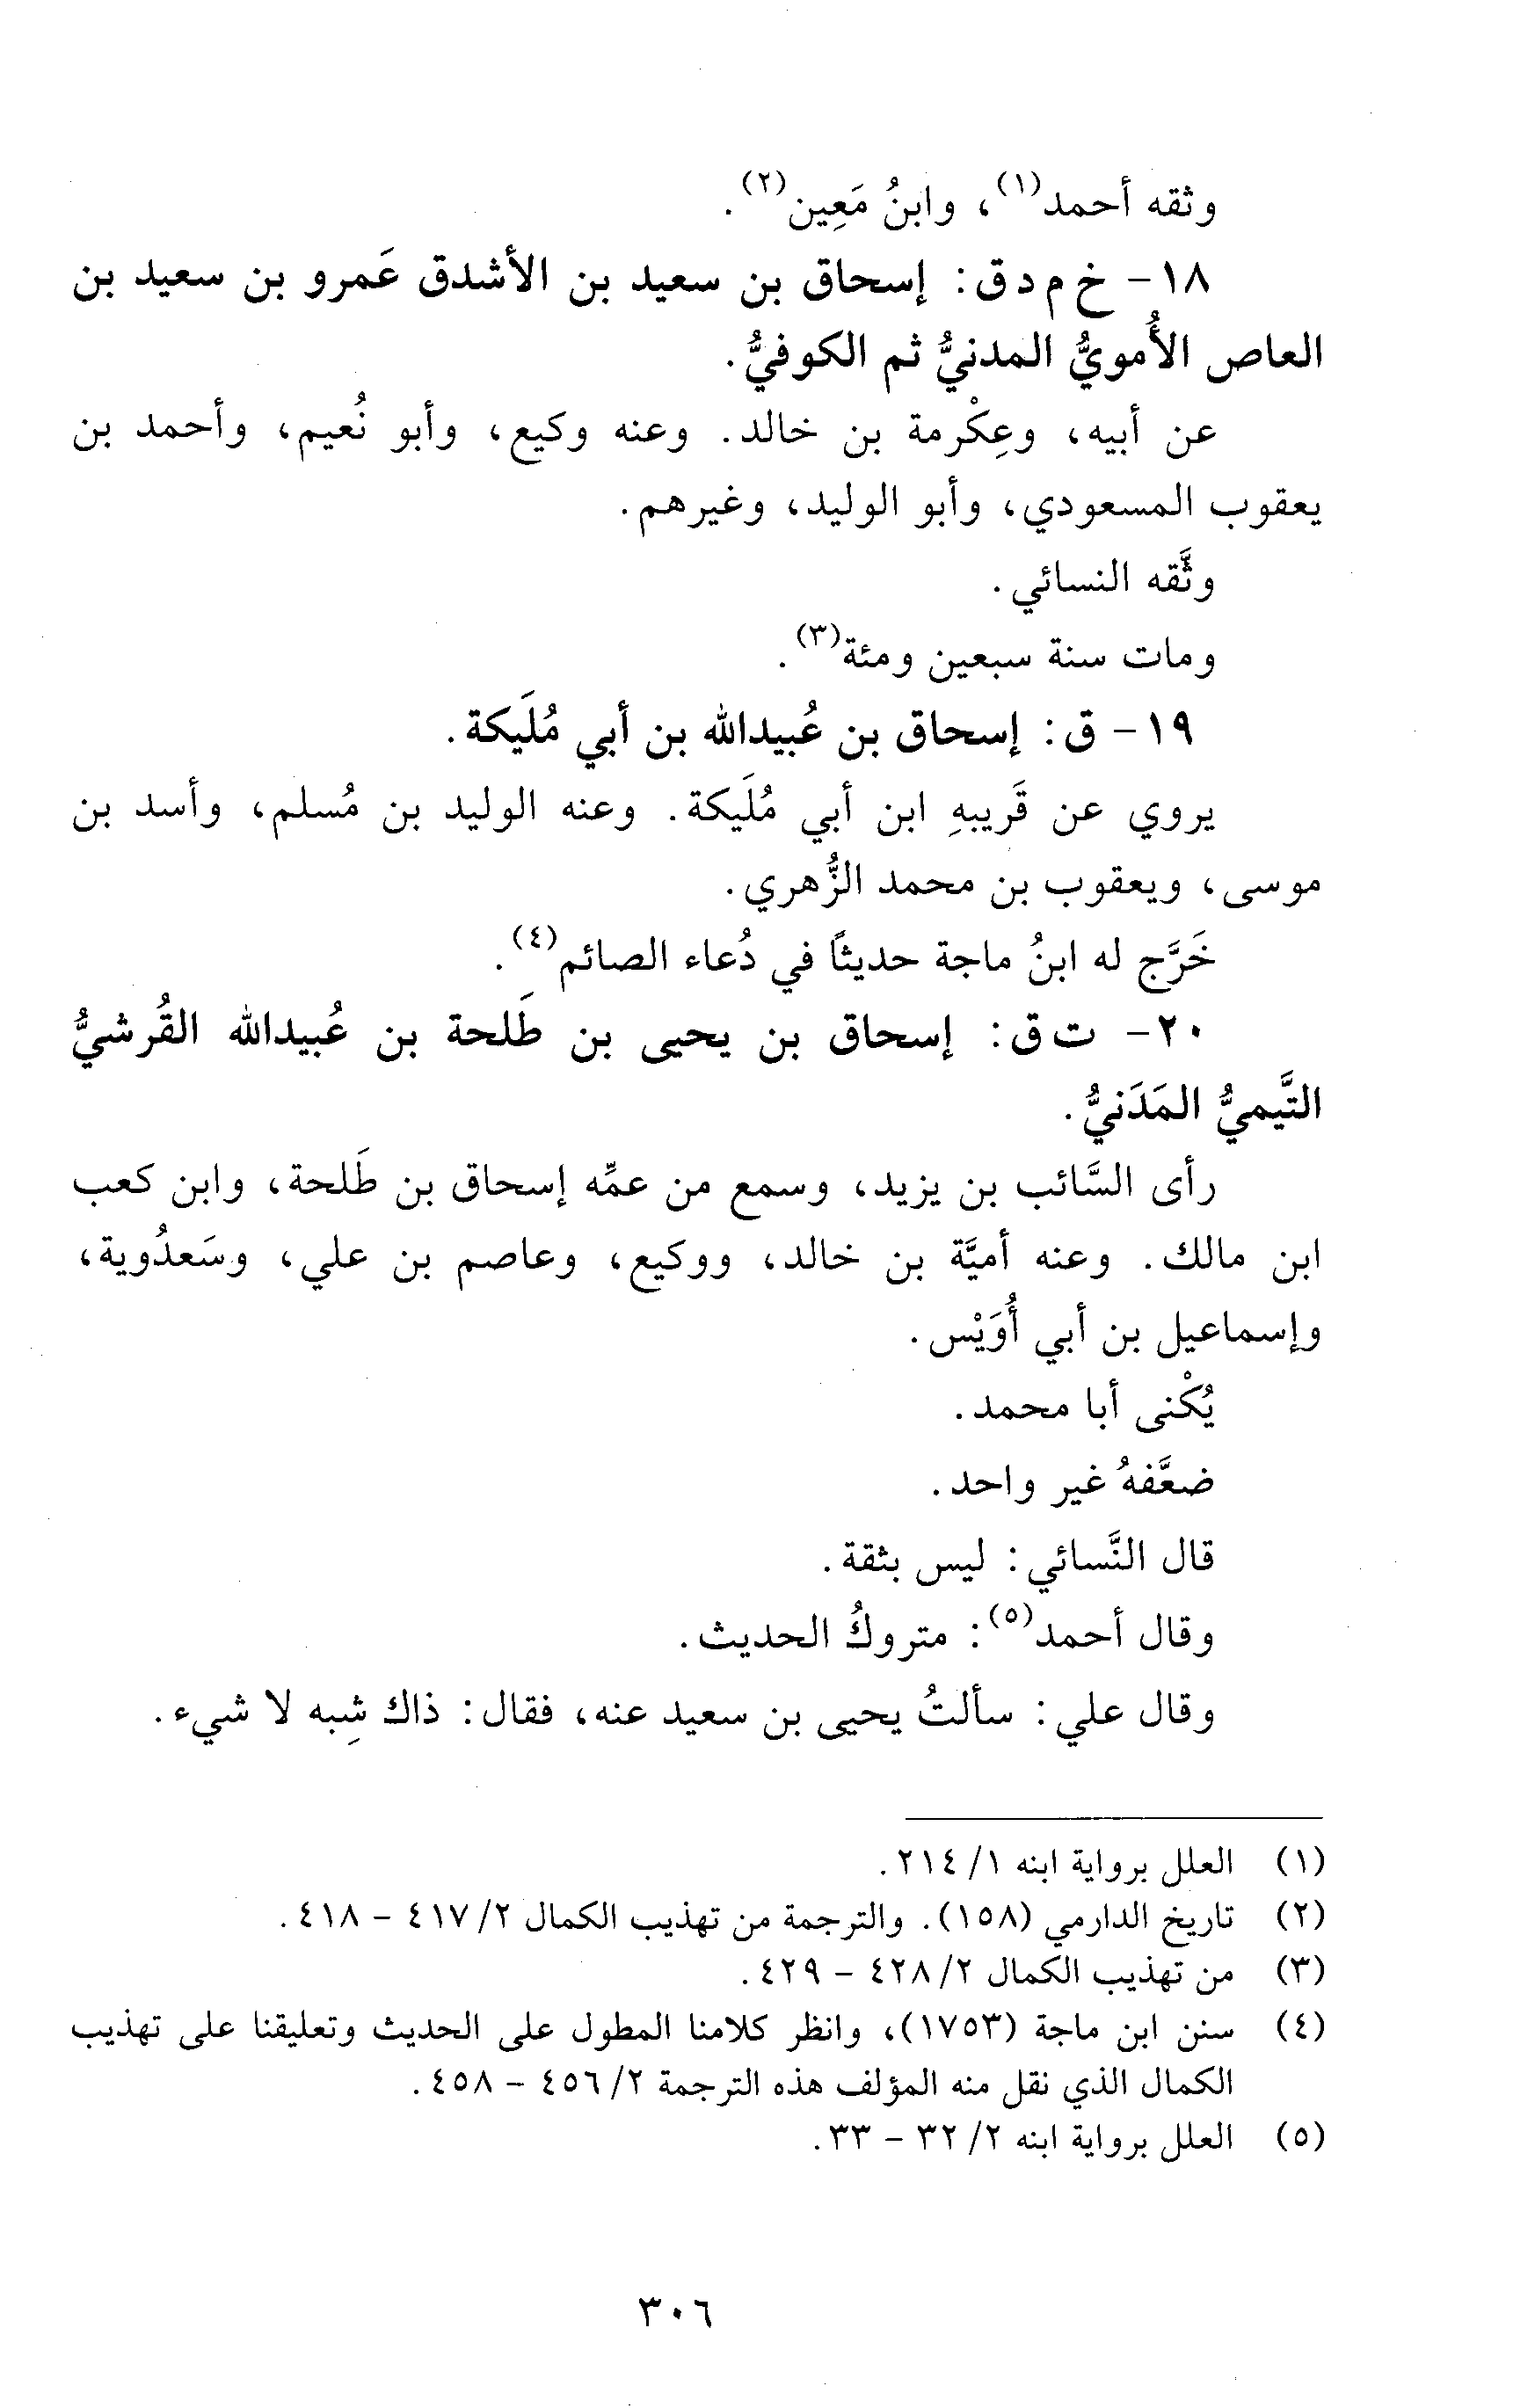 وثقه أحمد(١)، وابنُ مَعِين(٢).
١٨- خ م د ق: إسحاق بن سعيد بن الأشدق عَمرو بن سعيد بن
العاص الأُمويُّ المدنيُّ ثم الكوفيُّ.
عن أبيه، وعِكْرمة بن خالد. وعنه وكيع، وأبو نُعيم، وأحمد بن
يعقوب المسعودي، وأبو الوليد، وغيرهم.
وثَّقه النسائي.
ومات سنة سبعين ومئة(٣).
١٩- ق: إسحاق بن عُبيدالله بن أبي مُلَيكة.
يروي عن قَريبهِ ابن أبي مُلَيكة. وعنه الوليد بن مُسلم، وأسد بن
موسى، ويعقوب بن محمد الزُّهري.
خَرَّج له ابنُ ماجة حديثاً في دُعاء الصائم(٤).
٢٠- ت ق: إسحاق بن يحيى بن طَلحة بن عُبيدالله القُرشيُّ
التَّيميُّ المَدَنيُّ.
رأى السَّائب بن يزيد، وسمع من عمِّه إسحاق بن طَلحة، وابن كعب
ابن مالك. وعنه أميَّة بن خالد، ووكيع، وعاصم بن علي، وسَعدُوية،
وإسماعيل بن أبي أُوَيْس.
يُكْنى أبا محمد.
ضعَّفهُ غير واحد.
قال النَّسائي: ليس بثقة.
وقال أحمد(٥): متروكُ الحديث.
وقال علي: سألتُ يحيى بن سعيد عنه، فقال: ذاك شِبه لا شيء.
(١) العلل برواية ابنه ١/ ٢١٤.
(٢) تاريخ الدارمي (١٥٨). والترجمة من تهذيب الكمال ٢/ ٤١٧ - ٤١٨.
(٣) من تهذيب الكمال ٢/ ٤٢٨ - ٤٢٩.
(٤) سنن ابن ماجة (١٧٥٣)، وانظر كلامنا المطول على الحديث وتعليقنا على تهذيب
الكمال الذي نقل منه المؤلف هذه الترجمة ٢/ ٤٥٦ - ٤٥٨.
(٥) العلل برواية ابنه ٢/ ٣٢ - ٣٣.
٣٠٦